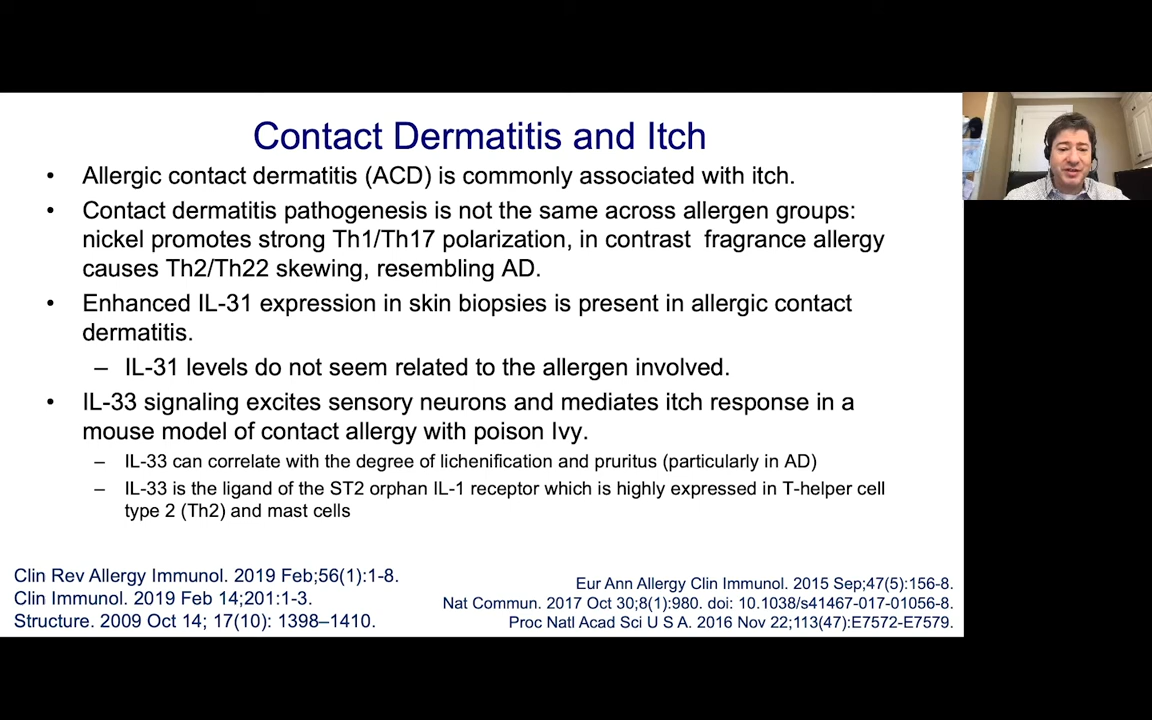 Contact Dermatitis and Itch
• Allergic contact dermatitis (ACD) is commonly associated with itch.
• Contact dermatitis pathogenesis is not the same across allergen groups:
nickel promotes strong Th1/Th17 polarization, in contrast fragrance allergy
causes Th2/Th22 skewing, resembling AD.
• Enhanced IL-31 expression in skin biopsies is present in allergic contact
dermatitis.
– IL-31 levels do not seem related to the allergen involved.
• IL-33 signaling excites sensory neurons and mediates itch response in a
mouse model of contact allergy with poison Ivy.
– IL-33 can correlate with the degree of lichenification and pruritus (particularly in AD)
– IL-33 is the ligand of the ST2 orphan IL-1 receptor which is highly expressed in T-helper cell
type 2 (Th2) and mast cells
Clin Rev Allergy Immunol. 2019 Feb;56(1):1-8.
Clin Immunol. 2019 Feb 14;201:1-3.
Structure. 2009 Oct 14; 17(10): 1398–1410.
Eur Ann Allergy Clin Immunol. 2015 Sep;47(5):156-8.
Nat Commun. 2017 Oct 30;8(1):980. doi: 10.1038/s41467-017-01056-8.
Proc Natl Acad Sci U S A. 2016 Nov 22;113(47):E7572-E7579.